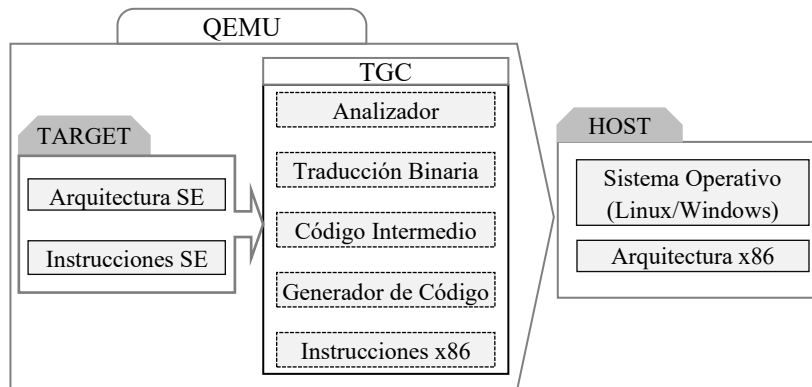 QEMU
TARGET
Arquitectura SE
Instrucciones SE
TGC
Analizador
Traducción Binaria
Código Intermedio
Generador de Código
Instrucciones x86
HOST
Sistema Operativo
(Linux/Windows)
Arquitectura x86